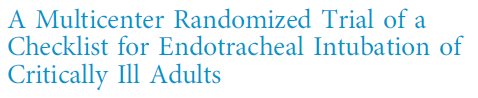 A Multicenter Randomized Trial of a
Checklist for Endotracheal Intubation of
Critically Ill Adults